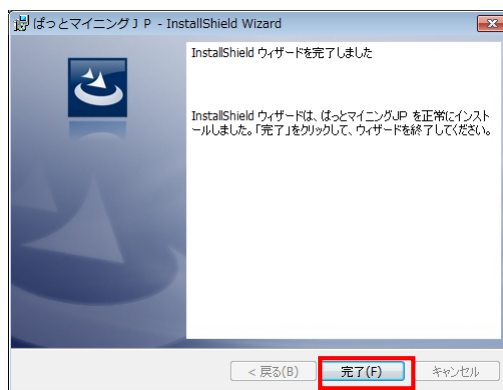 ぱっとマイニングＪＰ - InstallShield Wizard
InstallShield ウィザードを完了しました
InstallShield ウィザードは、ぱっとマイニングJP を正常にインスト
ールしました。「完了」をクリックして、ウィザードを終了してください。
< 戻る(B)
完了(F)
キャンセル